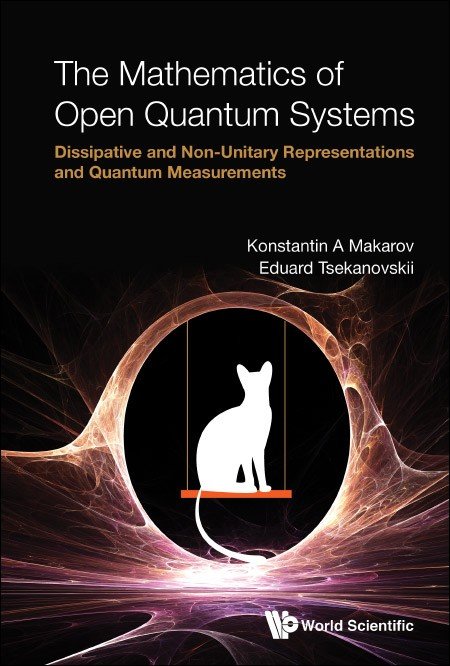 The Mathematics of
Open Quantum Systems
Dissipative and Non-Unitary Representations
and Quantum Measurements
Konstantin A Makarov
Eduard Tsekanovskii
World Scientific